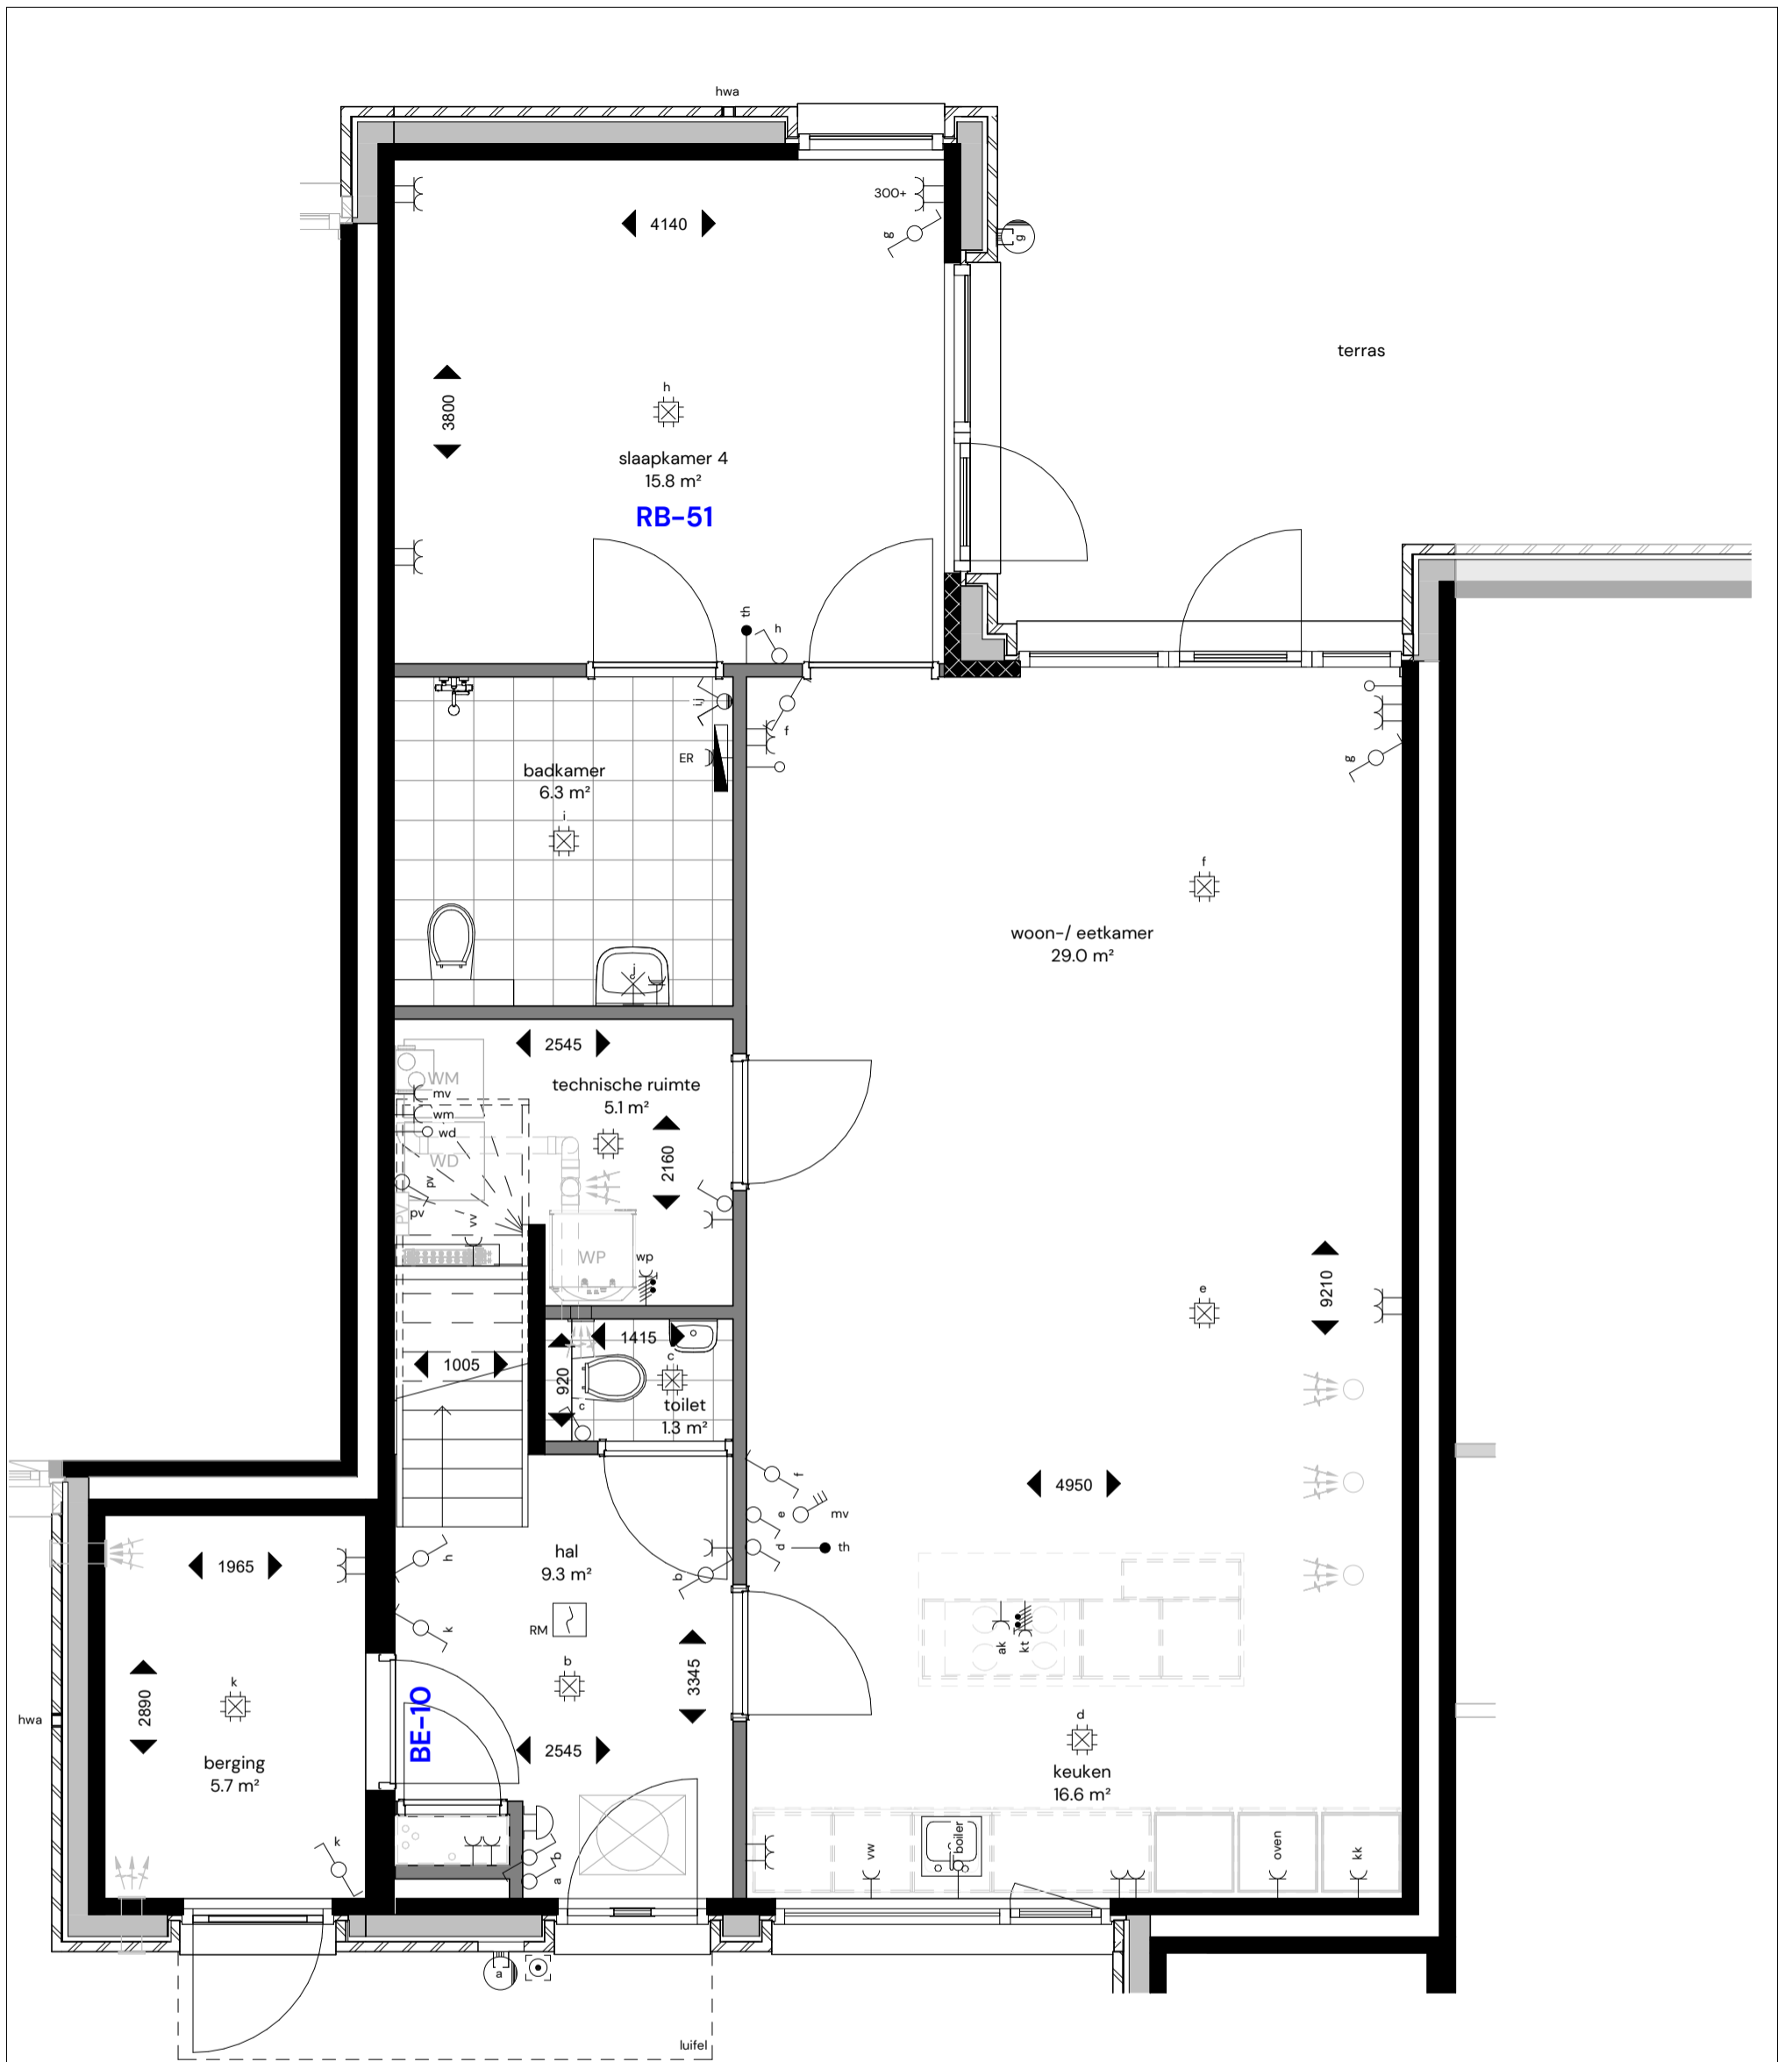 hwa
300+
4140
g
g
terras
3800
h
slaapkamer 4
15.8 m²
RB-51
th
h
i,j
f
ER
g
badkamer
6.3 m²
i
f
woon-/ eetkamer
29.0 m²
j
2545
WM
technische ruimte
5.1 m²
mv
wm
wd
WD
2160
pv
pv
PV
vv
WP
wp
9210
e
1415
1005
920
c
c
toilet
1.3 m²
f
4950
e
mv
d
th
hal
9.3 m²
h
b
1965
RM
k
ak
kt
b
3345
k
2890
hwa
BE-10
d
2545
keuken
16.6 m²
berging
5.7 m²
k
b
a
vw
boiler
oven
kk
a
luifel